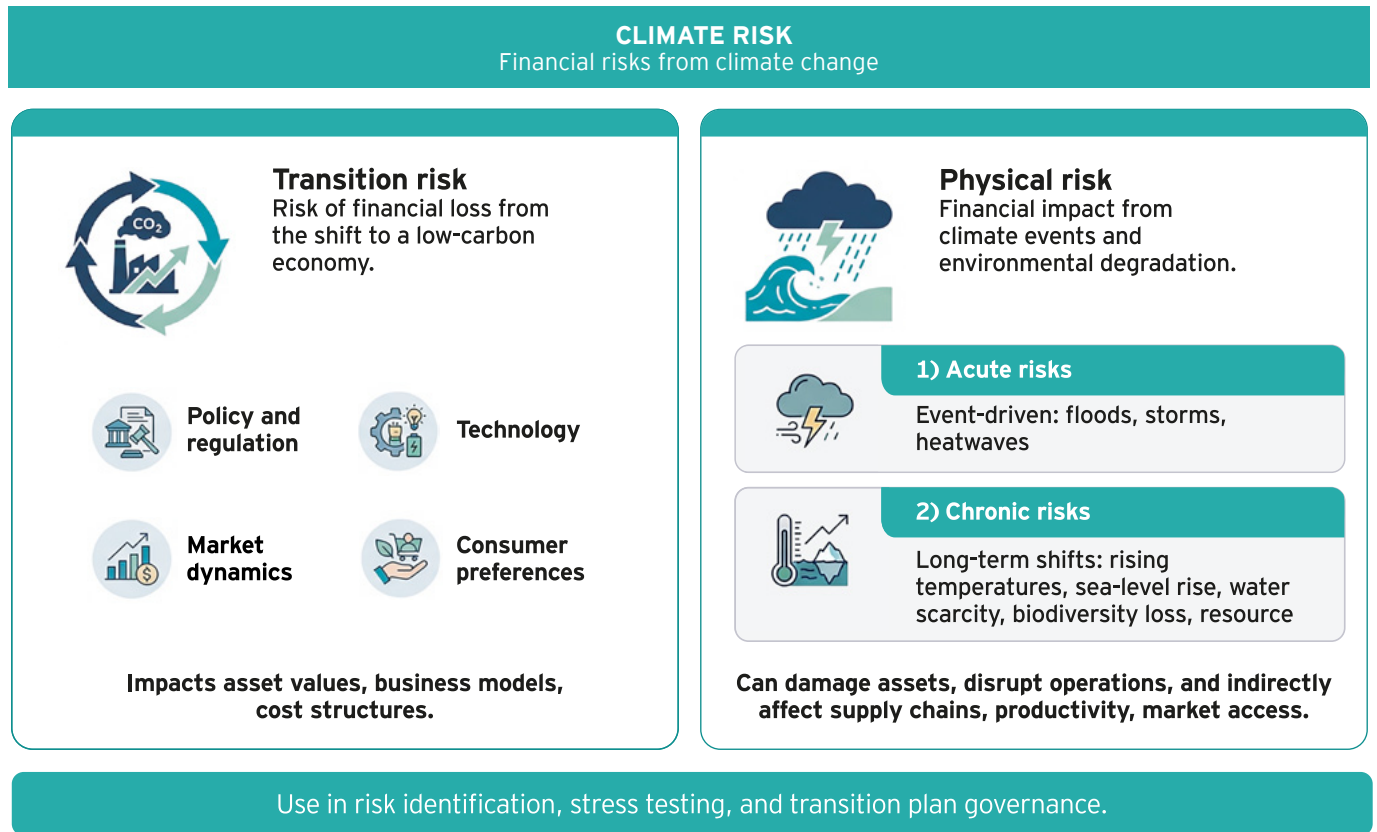 CLIMATE RISK
Financial risks from climate change
Transition risk
Risk of financial loss from
the shift to a low-carbon
economy.
CO2
Policy and
regulation
Technology
Market
dynamics
Consumer
preferences
Impacts asset values, business models,
cost structures.
Physical risk
Financial impact from
climate events and
environmental degradation.
1) Acute risks
Event-driven: floods, storms,
heatwaves
2) Chronic risks
Long-term shifts: rising
temperatures, sea-level rise, water
scarcity, biodiversity loss, resource
Can damage assets, disrupt operations, and indirectly
affect supply chains, productivity, market access.
Use in risk identification, stress testing, and transition plan governance.